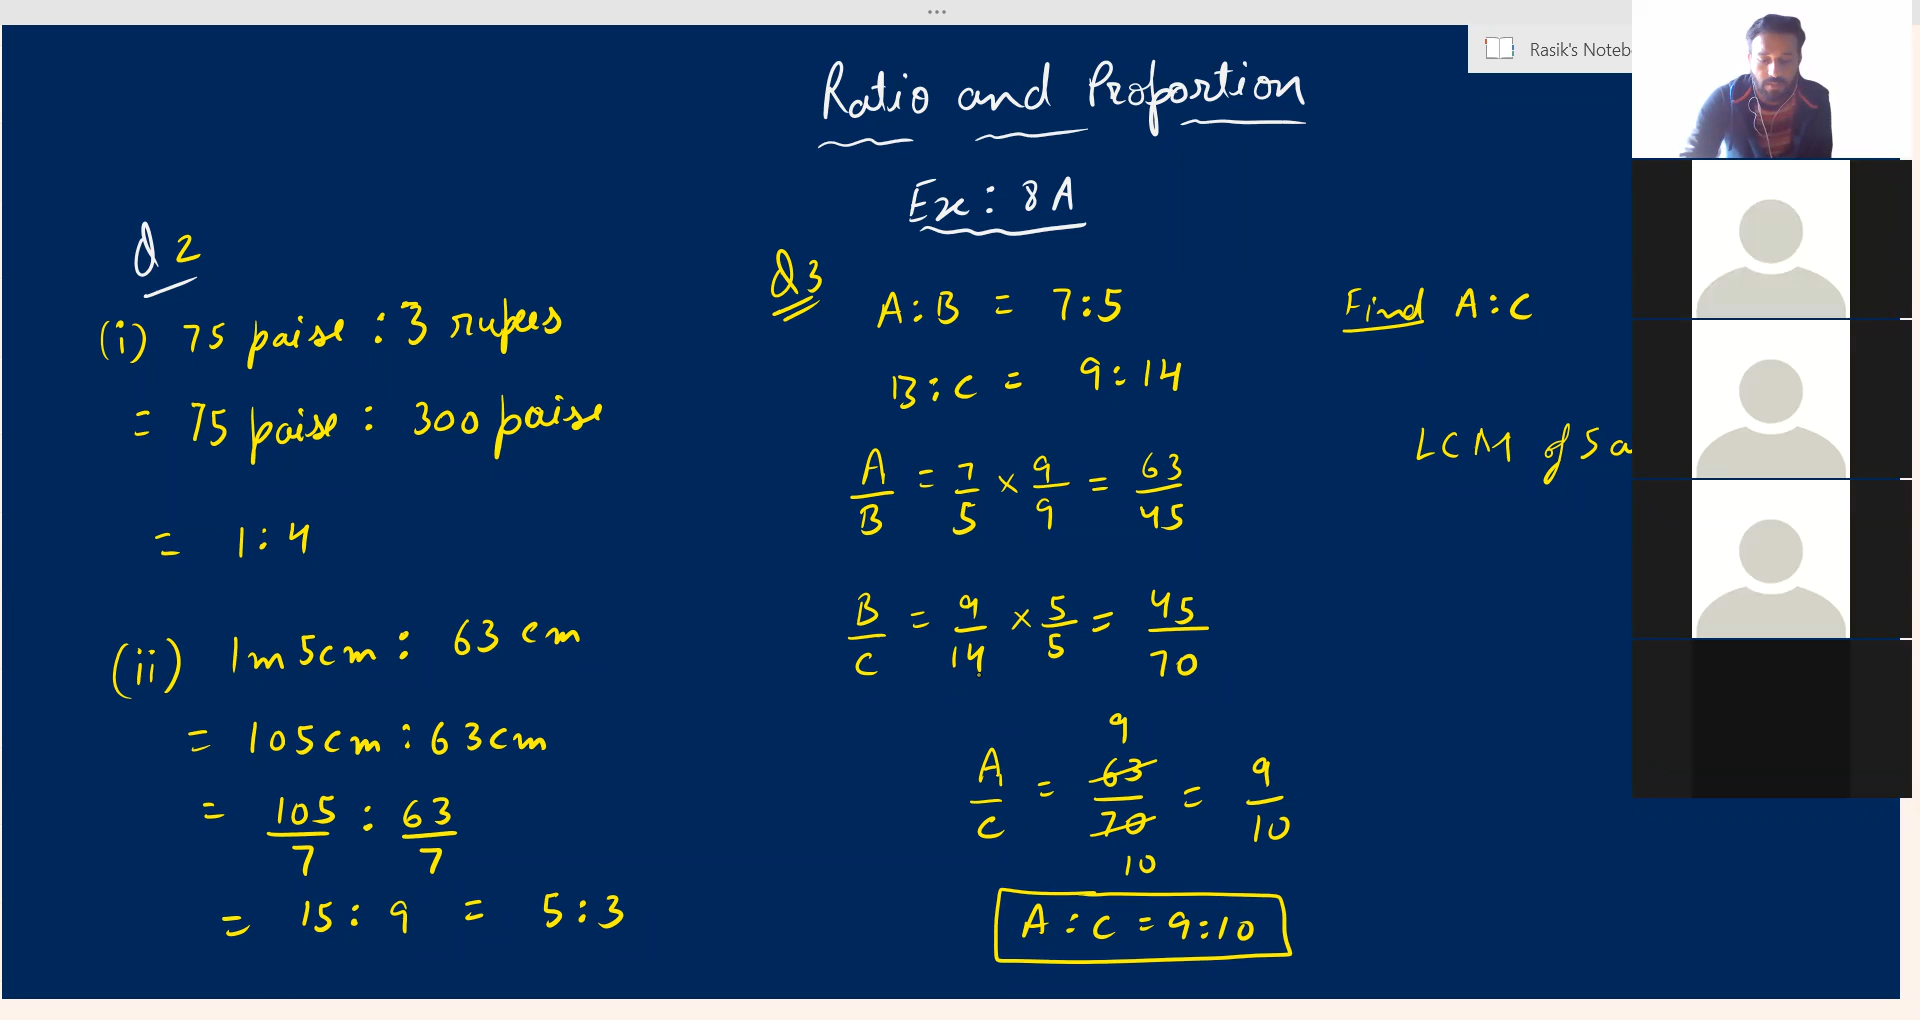 Rasik's Noteb
Ratio and Proportion
Ex: 8A
Q2
(i) 75 paise : 3 rupees
= 75 paise : 300 paise
= 1:4
(ii) 1m 5cm : 63 cm
= 105cm : 63cm
= 105/7 : 63/7
= 15:9 = 5:3
Q3
A:B = 7:5
Find A:C
B:C = 9:14
LCM of 5 a
A/B = 7/5 × 9/9 = 63/45
B/C = 9/14 × 5/5 = 45/70
9
A/C = 63/70 = 9/10
10
A:C = 9:10